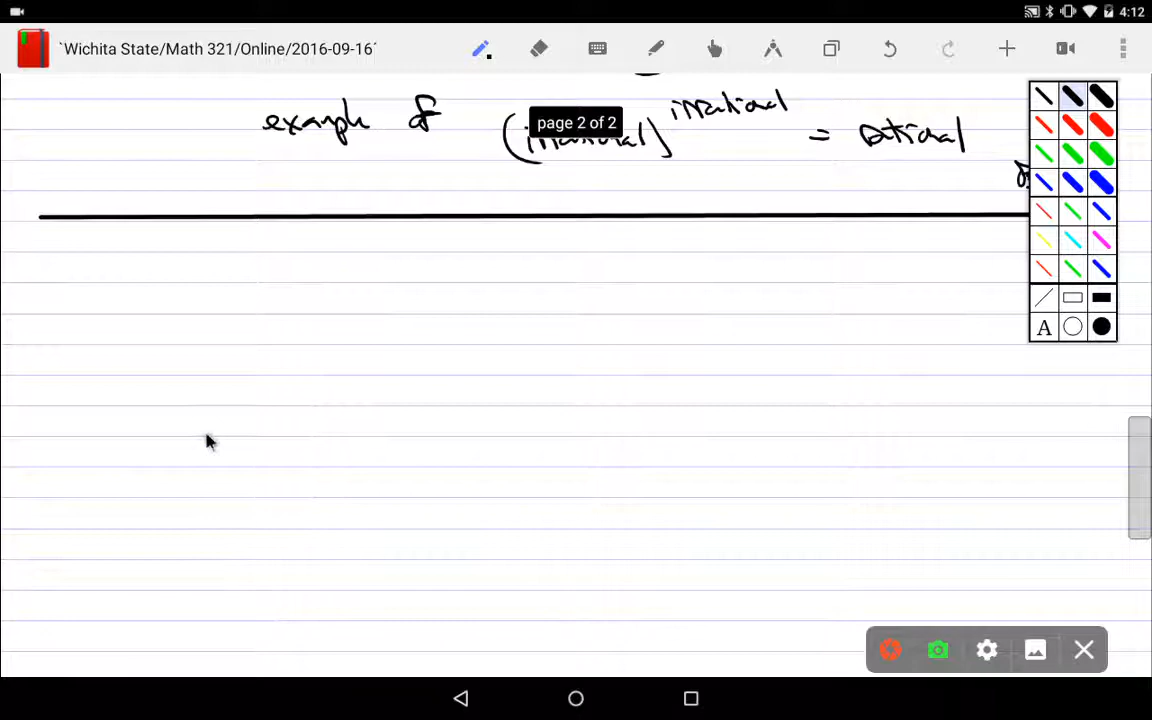 4:12
`Wichita State/Math 321/Online/2016-09-16´
irrational
example of (irrational) = rational
page 2 of 2
A